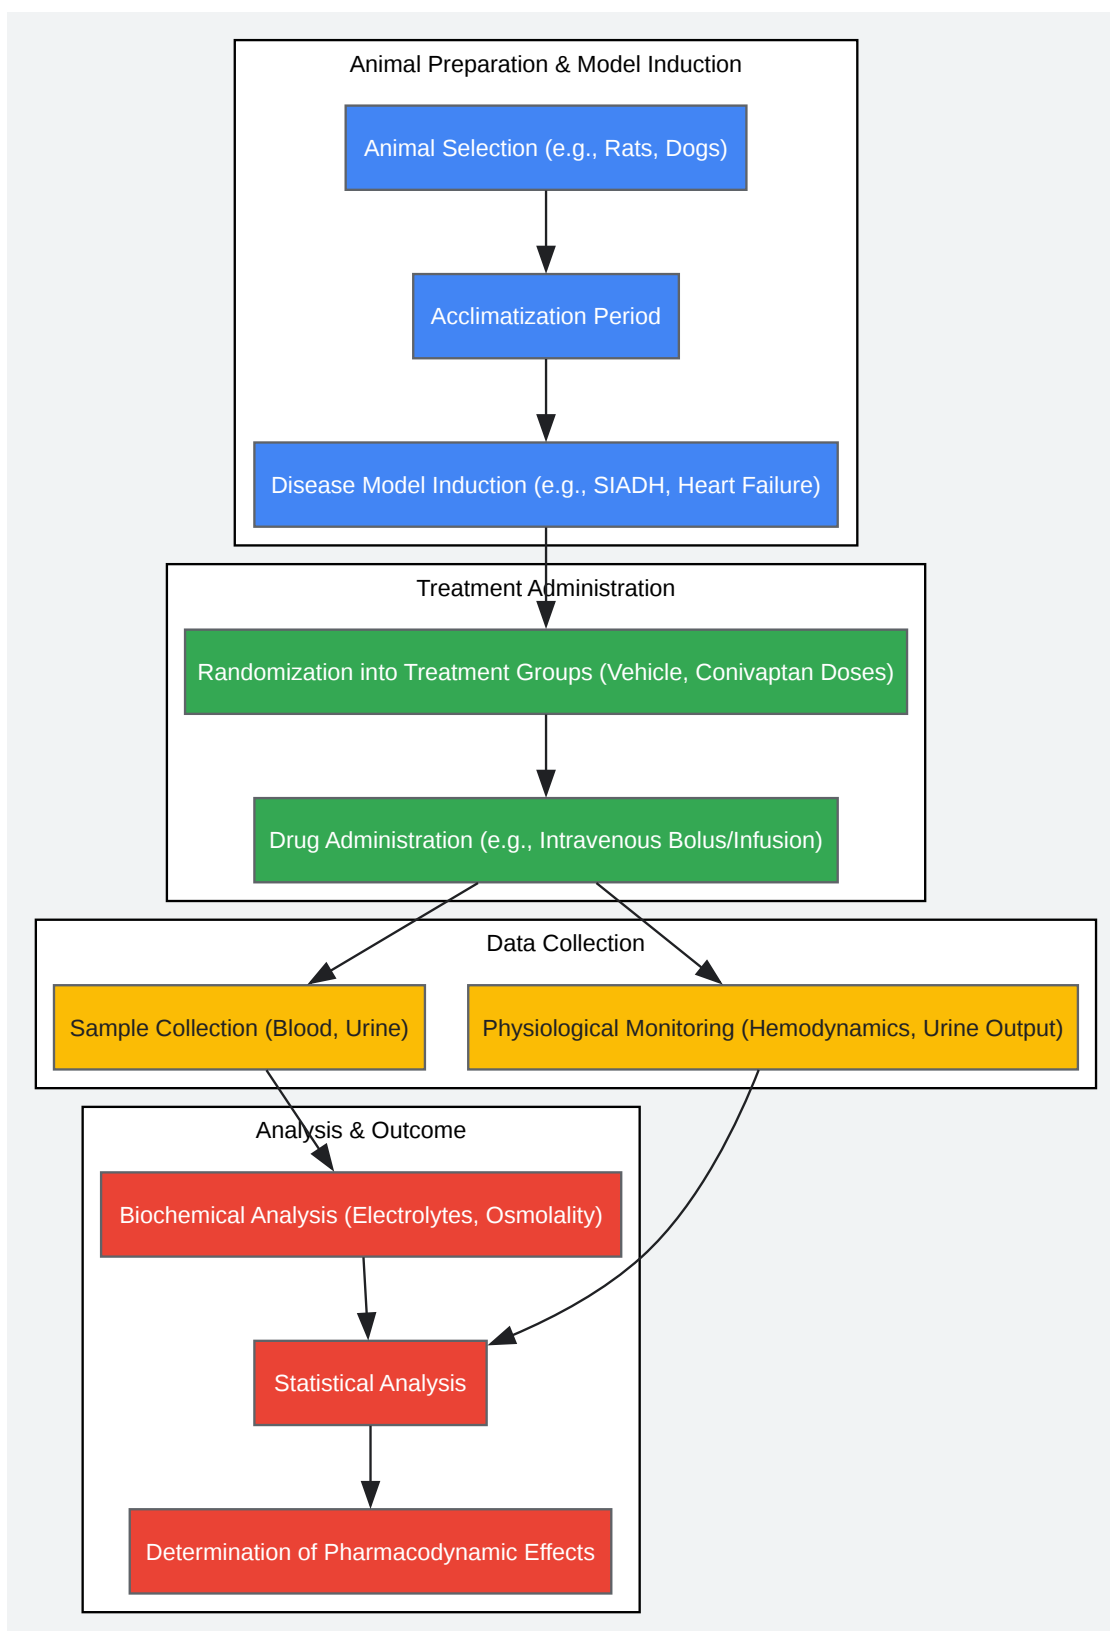 Animal Preparation & Model Induction
Animal Selection (e.g., Rats, Dogs)
Acclimatization Period
Disease Model Induction (e.g., SIADH, Heart Failure)
Treatment Administration
Randomization into Treatment Groups (Vehicle, Conivaptan Doses)
Drug Administration (e.g., Intravenous Bolus/Infusion)
Data Collection
Sample Collection (Blood, Urine)
Physiological Monitoring (Hemodynamics, Urine Output)
Analysis & Outcome
Biochemical Analysis (Electrolytes, Osmolality)
Statistical Analysis
Determination of Pharmacodynamic Effects